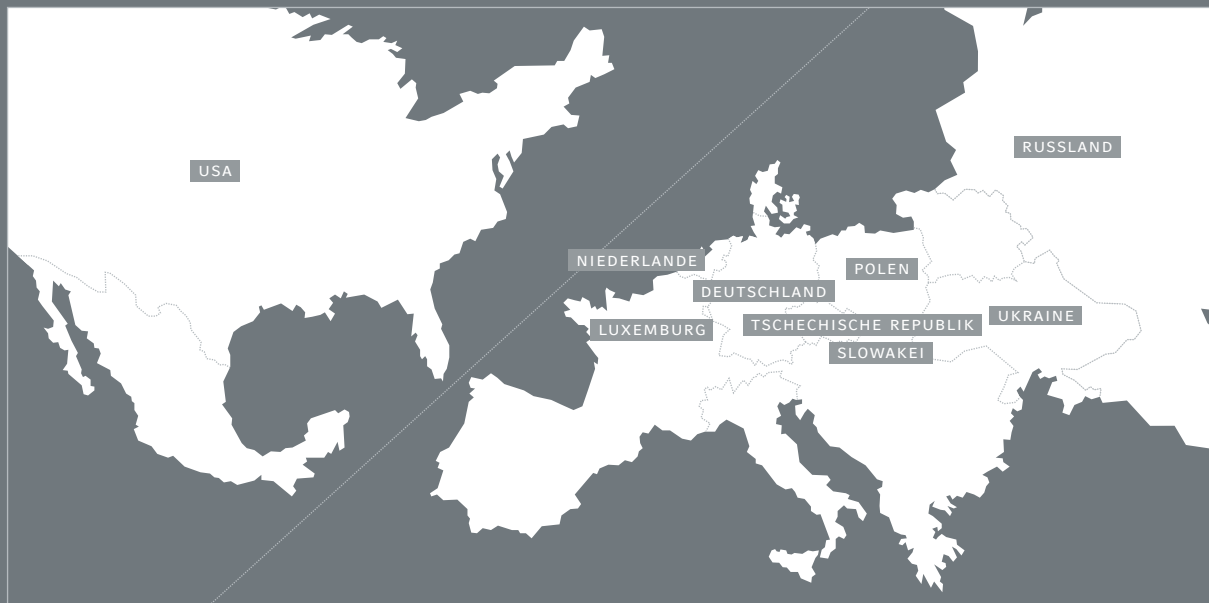 RUSSLAND
USA
NIEDERLANDE
POLEN
DEUTSCHLAND
UKRAINE
TSCHECHISCHE REPUBLIK
LUXEMBURG
SLOWAKEI